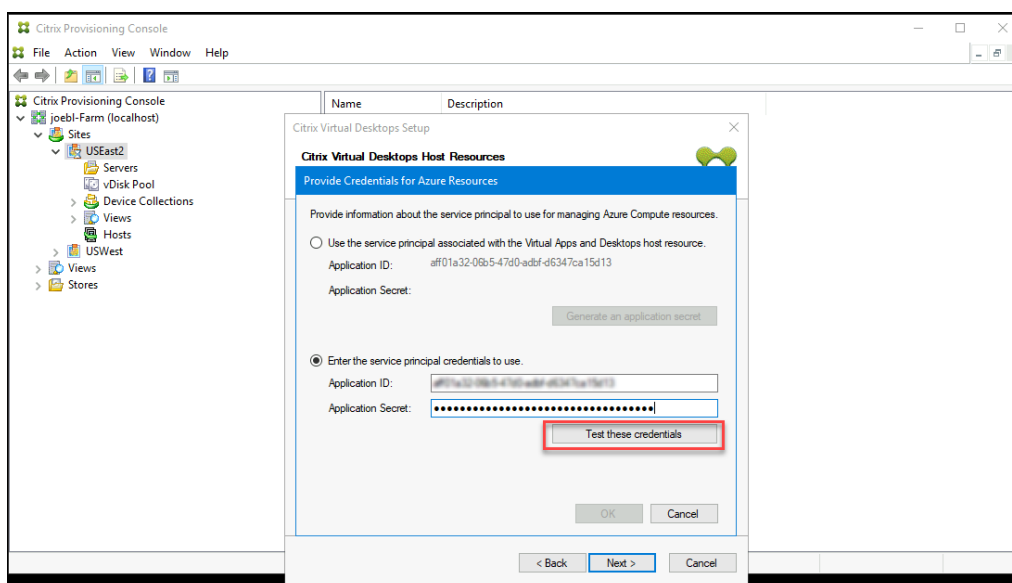 Citrix Provisioning Console
File Action View Window Help
Citrix Provisioning Console
joebl-Farm (localhost)
Sites
USEast2
Servers
vDisk Pool
Device Collections
Views
Hosts
USWest
Views
Stores
Name Description
Citrix Virtual Desktops Setup
Citrix Virtual Desktops Host Resources
Provide Credentials for Azure Resources
Provide information about the service principal to use for managing Azure Compute resources.
Use the service principal associated with the Virtual Apps and Desktops host resource.
Application ID: aff01a32-06b5-47d0-adbf-d6347ca15d13
Application Secret:
Generate an application secret
Enter the service principal credentials to use.
Application ID:
Application Secret:
Test these credentials
OK Cancel
< Back Next > Cancel